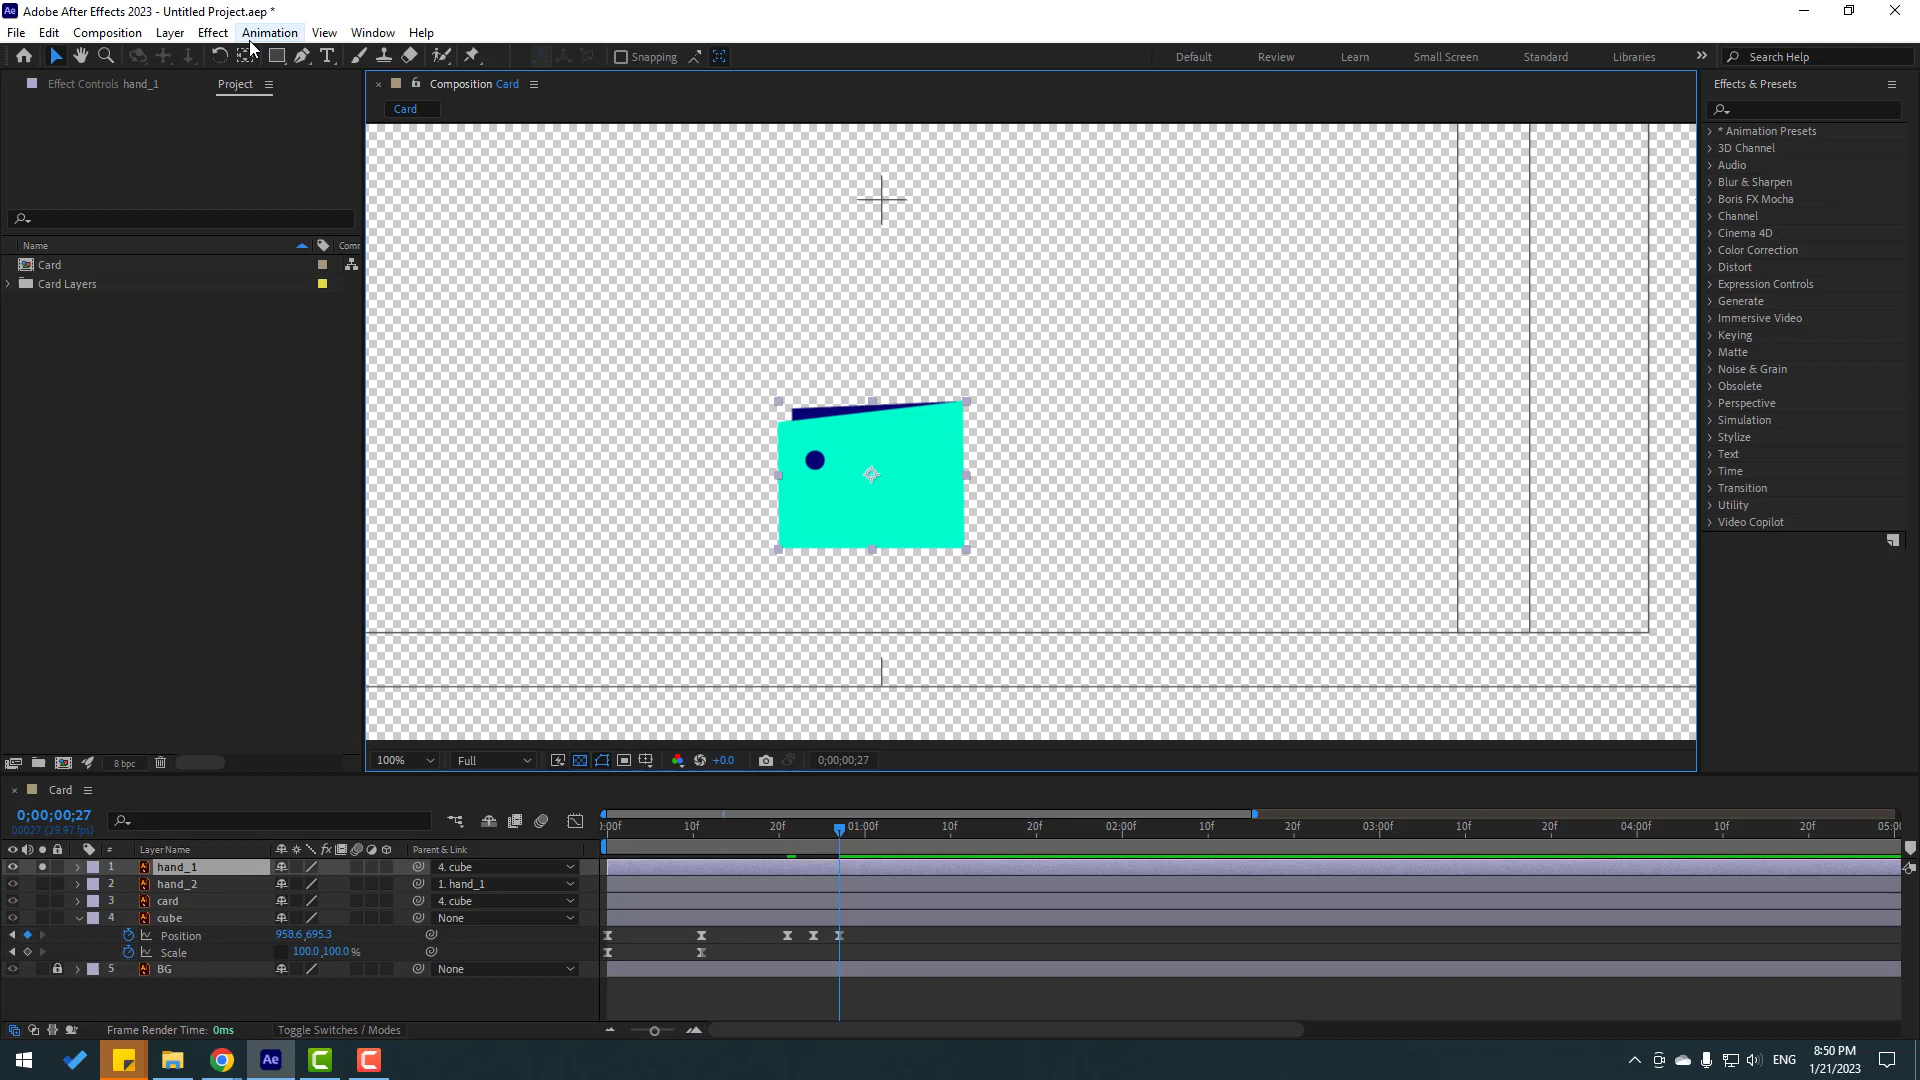 Adobe After Effects 2023 - Untitled Project.aep *
File Edit Composition Layer Effect Animation View Window Help
Snapping
Default Review Learn Small Screen Standard Libraries
Search Help
Effect Controls hand_1
Project
Composition Card
Card
Effects & Presets
Name Comr
Card
Card Layers
* Animation Presets
3D Channel
Audio
Blur & Sharpen
Boris FX Mocha
Channel
Cinema 4D
Color Correction
Distort
Expression Controls
Generate
Immersive Video
Keying
Matte
Noise & Grain
Obsolete
Perspective
Simulation
Stylize
Text
Time
Transition
Utility
Video Copilot
8 bpc
100% Full +0.0 0;00;00;27
Card
0;00;00;27
00027 (29.97 fps)
):00f 10f 20f 01:00f 10f 20f 02:00f 10f 20f 03:00f 10f 20f 04:00f 10f 20f 05:00
# Layer Name Parent & Link
1 hand_1 4. cube
2 hand_2 1. hand_1
3 card 4. cube
4 cube None
Position 958.6,695.3
Scale 100.0,100.0 %
5 BG None
Frame Render Time: 0ms Toggle Switches / Modes
ENG
8:50 PM
1/21/2023